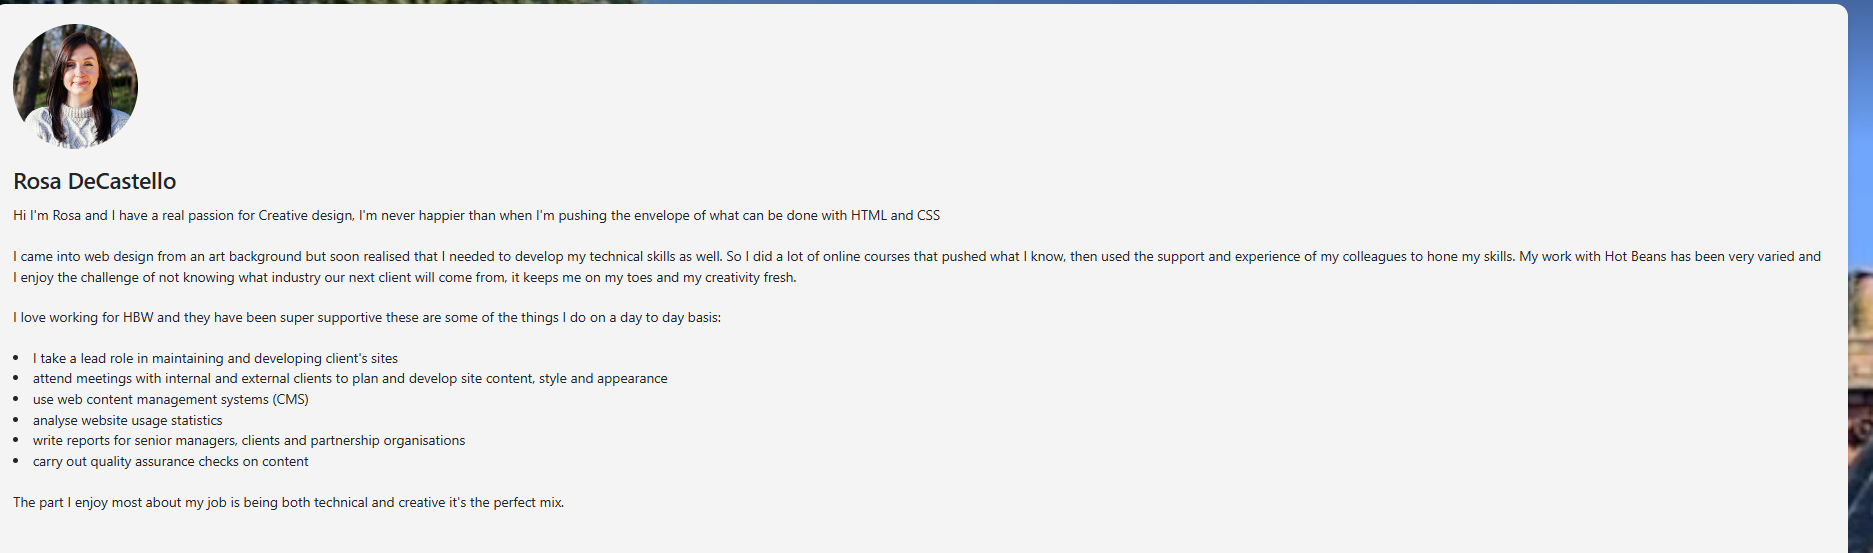 Rosa DeCastello
Hi I'm Rosa and I have a real passion for Creative design, I'm never happier than when I'm pushing the envelope of what can be done with HTML and CSS
I came into web design from an art background but soon realised that I needed to develop my technical skills as well. So I did a lot of online courses that pushed what I know, then used the support and experience of my colleagues to hone my skills. My work with Hot Beans has been very varied and
I enjoy the challenge of not knowing what industry our next client will come from, it keeps me on my toes and my creativity fresh.
I love working for HBW and they have been super supportive these are some of the things I do on a day to day basis:
• I take a lead role in maintaining and developing client's sites
• attend meetings with internal and external clients to plan and develop site content, style and appearance
• use web content management systems (CMS)
• analyse website usage statistics
• write reports for senior managers, clients and partnership organisations
• carry out quality assurance checks on content
The part I enjoy most about my job is being both technical and creative it's the perfect mix.